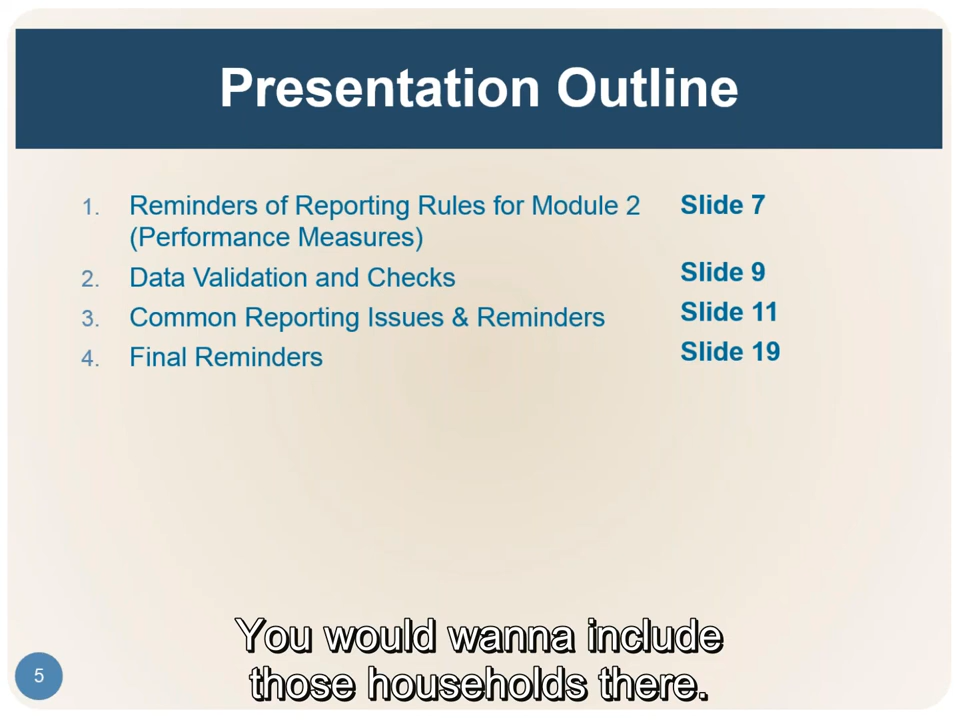 Presentation Outline
1. Reminders of Reporting Rules for Module 2 Slide 7
(Performance Measures)
2. Data Validation and Checks Slide 9
3. Common Reporting Issues & Reminders Slide 11
4. Final Reminders Slide 19
You would wanna include
5 those households there.